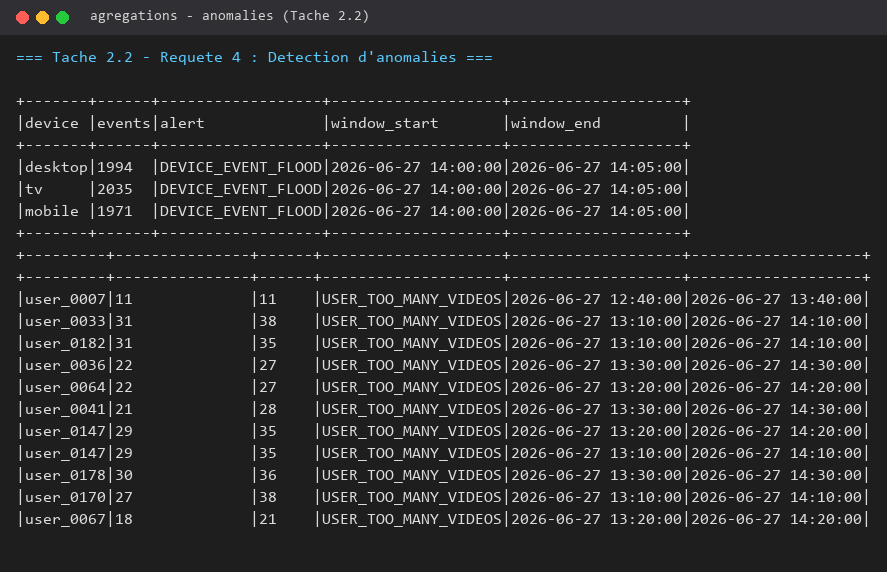 agregations - anomalies (Tache 2.2)
=== Tache 2.2 - Requete 4 : Detection d'anomalies ===
+-------+------+------------------+-------------------+-------------------+
|device |events|alert             |window_start       |window_end         |
+-------+------+------------------+-------------------+-------------------+
|desktop|1994  |DEVICE_EVENT_FLOOD|2026-06-27 14:00:00|2026-06-27 14:05:00|
|tv     |2035  |DEVICE_EVENT_FLOOD|2026-06-27 14:00:00|2026-06-27 14:05:00|
|mobile |1971  |DEVICE_EVENT_FLOOD|2026-06-27 14:00:00|2026-06-27 14:05:00|
+-------+------+------------------+-------------------+-------------------+
+---------+---------------+------+--------------------+-------------------+-------------------+
+---------+---------------+------+--------------------+-------------------+-------------------+
|user_0007|11             |11    |USER_TOO_MANY_VIDEOS|2026-06-27 12:40:00|2026-06-27 13:40:00|
|user_0033|31             |38    |USER_TOO_MANY_VIDEOS|2026-06-27 13:10:00|2026-06-27 14:10:00|
|user_0182|31             |35    |USER_TOO_MANY_VIDEOS|2026-06-27 13:10:00|2026-06-27 14:10:00|
|user_0036|22             |27    |USER_TOO_MANY_VIDEOS|2026-06-27 13:30:00|2026-06-27 14:30:00|
|user_0064|22             |27    |USER_TOO_MANY_VIDEOS|2026-06-27 13:20:00|2026-06-27 14:20:00|
|user_0041|21             |28    |USER_TOO_MANY_VIDEOS|2026-06-27 13:30:00|2026-06-27 14:30:00|
|user_0147|29             |35    |USER_TOO_MANY_VIDEOS|2026-06-27 13:20:00|2026-06-27 14:20:00|
|user_0147|29             |35    |USER_TOO_MANY_VIDEOS|2026-06-27 13:10:00|2026-06-27 14:10:00|
|user_0178|30             |36    |USER_TOO_MANY_VIDEOS|2026-06-27 13:30:00|2026-06-27 14:30:00|
|user_0170|27             |38    |USER_TOO_MANY_VIDEOS|2026-06-27 13:10:00|2026-06-27 14:10:00|
|user_0067|18             |21    |USER_TOO_MANY_VIDEOS|2026-06-27 13:20:00|2026-06-27 14:20:00|